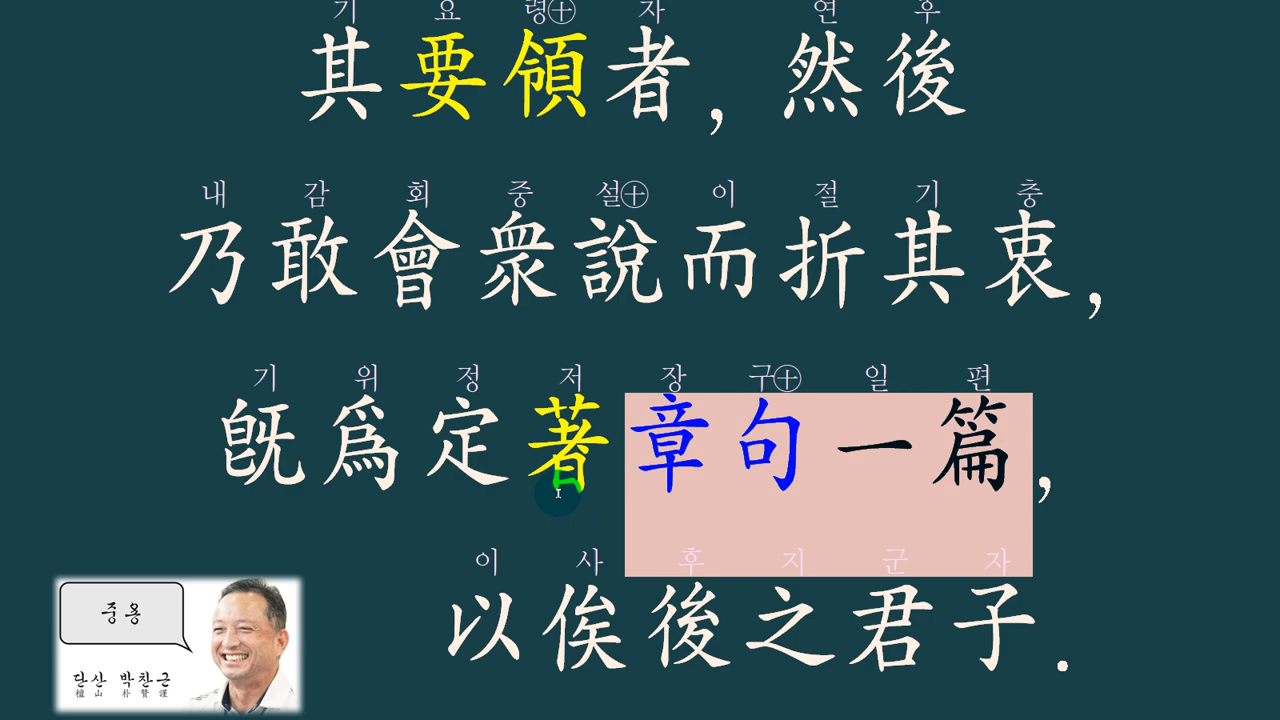 기 요 령㊉ 자 연 후
其要領者, 然後
내 감 회 중 설㊉ 이 절 기 충
乃敢會衆說而折其衷,
기 위 정 저 장 구㊉ 일 편
旣爲定著章句一篇,
이 사 후 지 군 자
以俟後之君子.
중용
단산 박찬근
檀山 朴贊謹